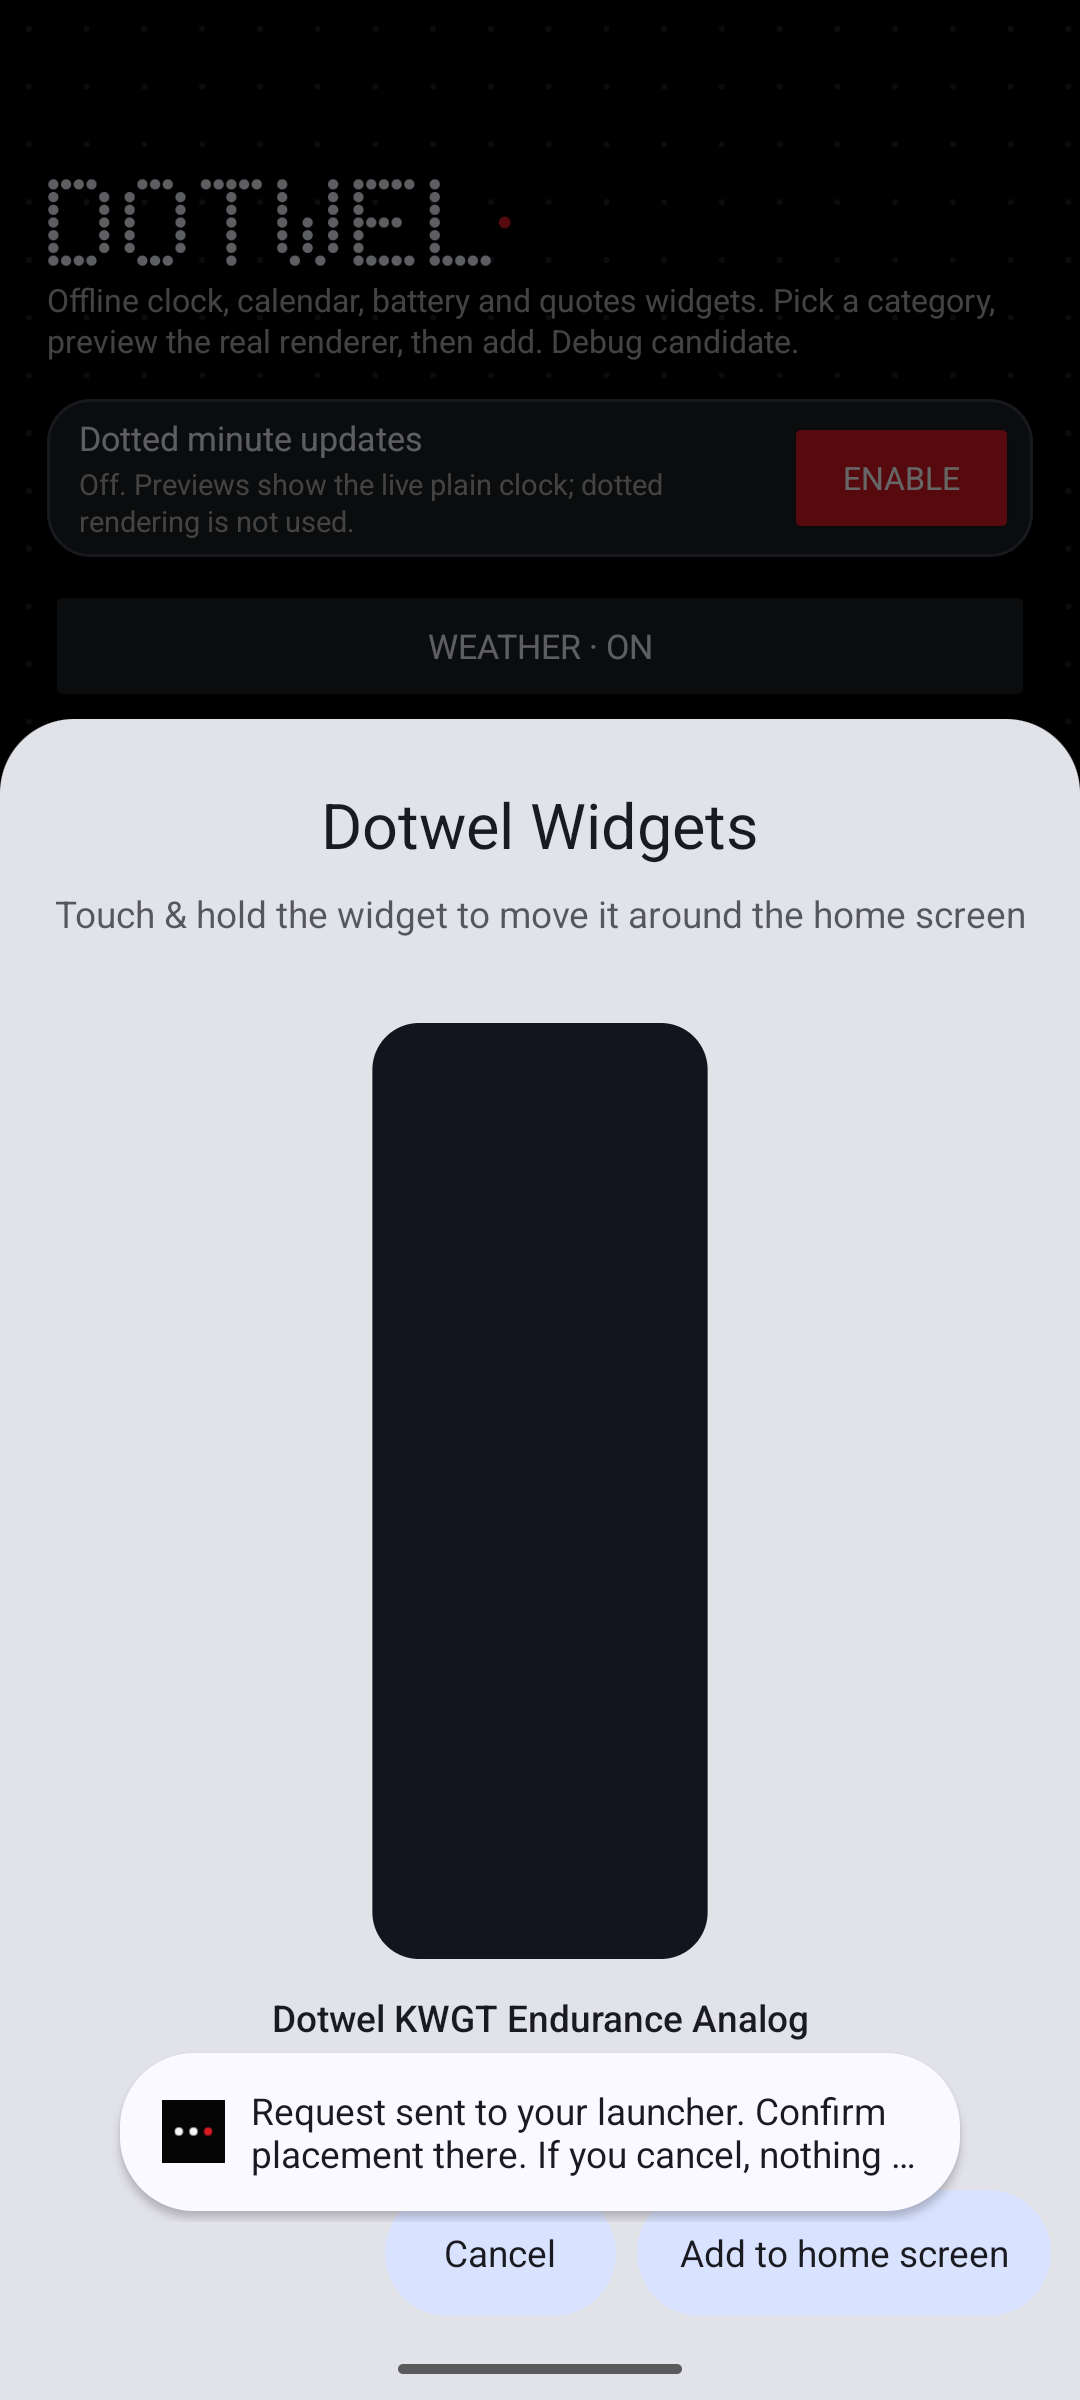 DOTWEL
Offline clock, calendar, battery and quotes widgets. Pick a category,
preview the real renderer, then add. Debug candidate.
Dotted minute updates
Off. Previews show the live plain clock; dotted
rendering is not used.
ENABLE
WEATHER · ON
Dotwel Widgets
Touch & hold the widget to move it around the home screen
Dotwel KWGT Endurance Analog
Request sent to your launcher. Confirm
placement there. If you cancel, nothing …
Cancel
Add to home screen